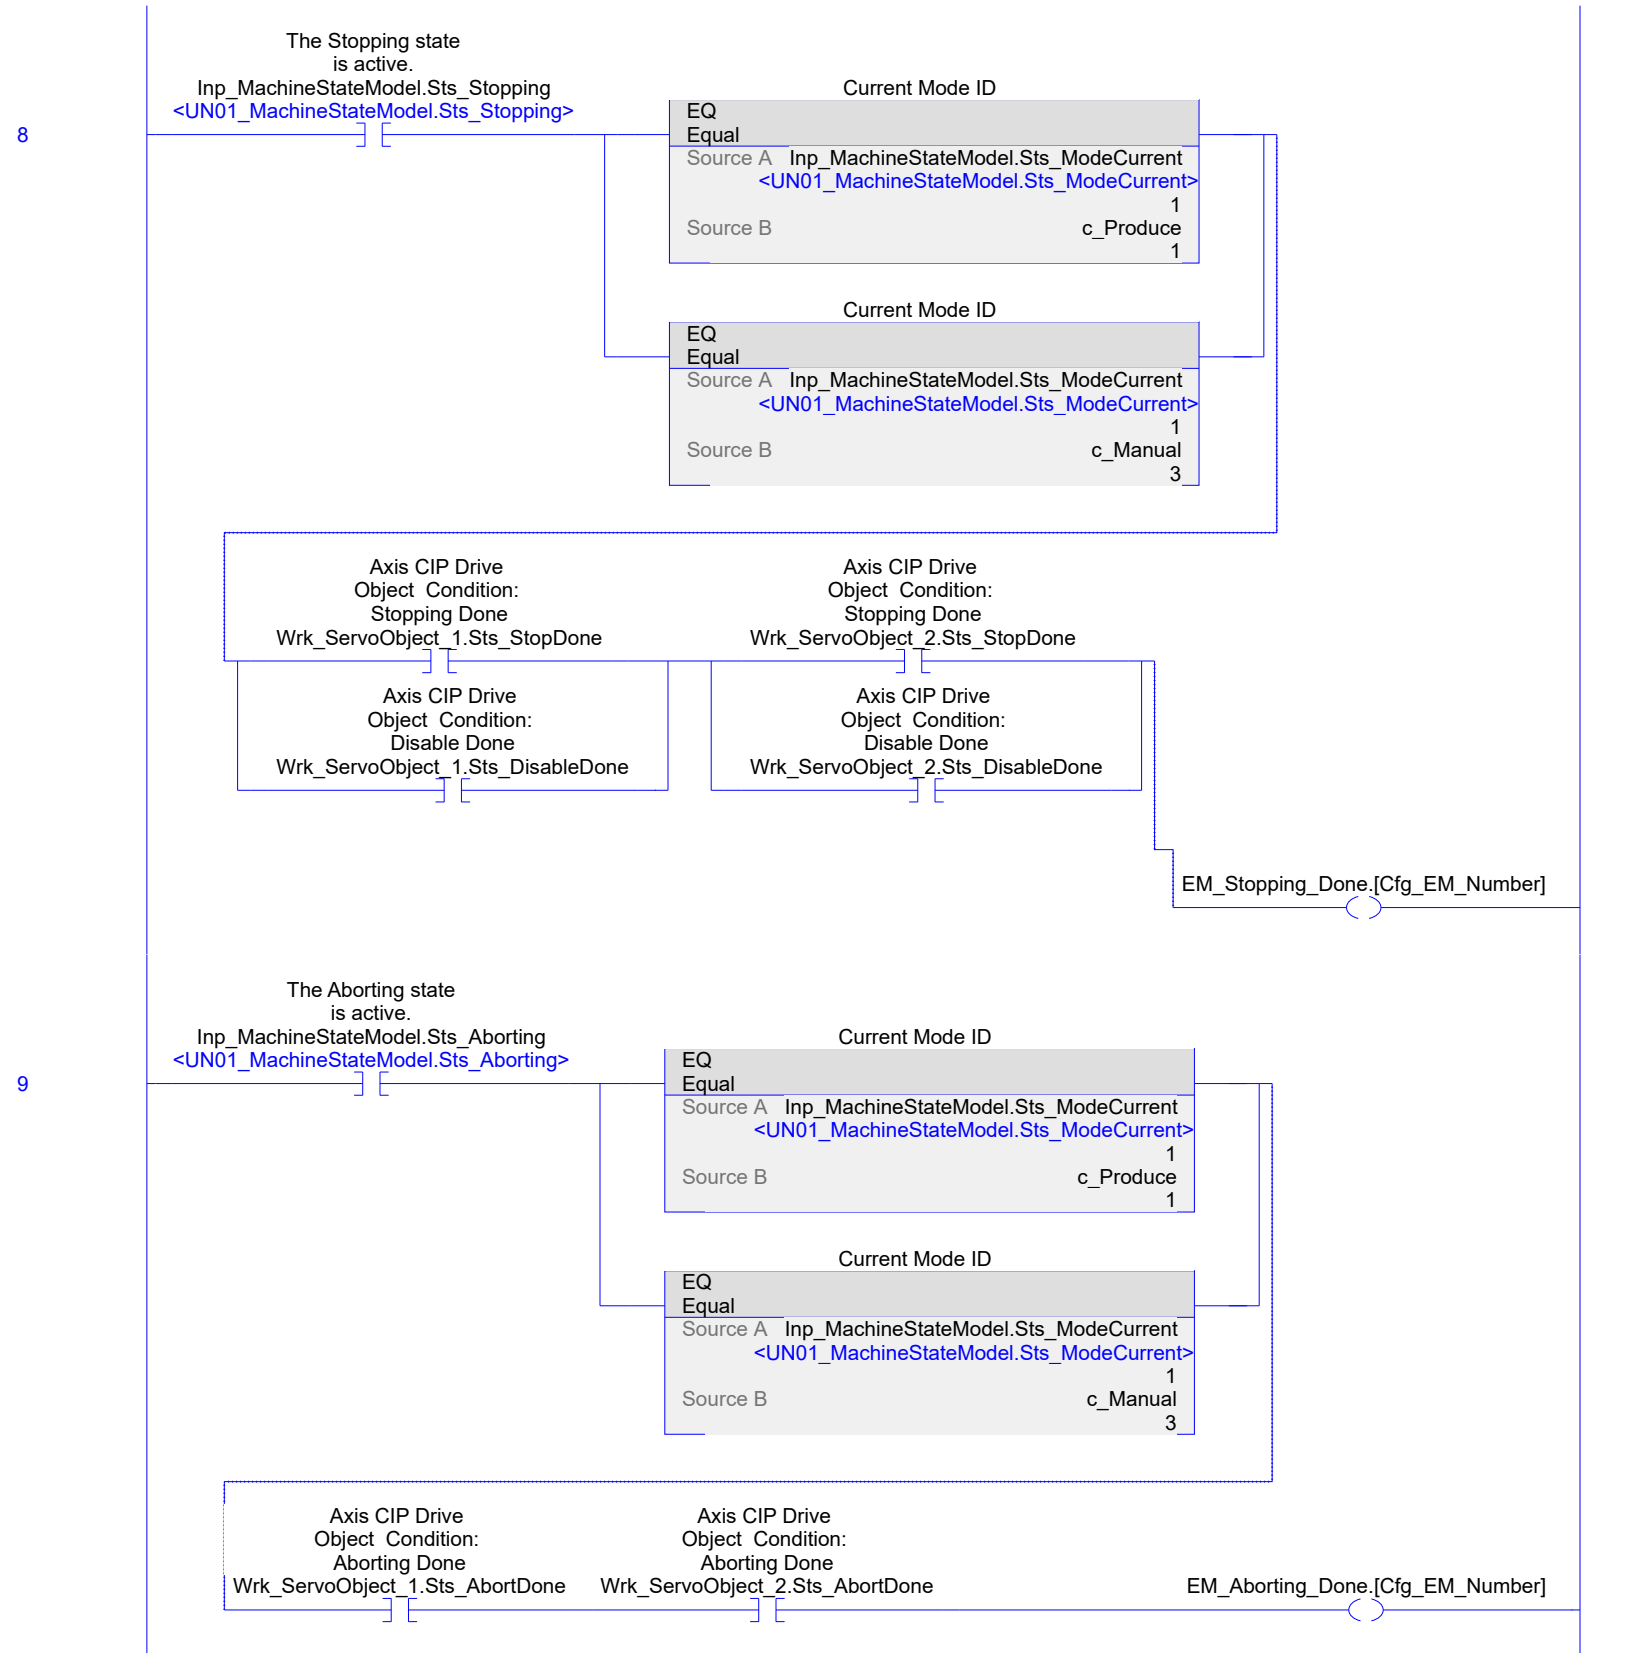 The Stopping state
is active.
Inp_MachineStateModel.Sts_Stopping
<UN01_MachineStateModel.Sts_Stopping>
8
Current Mode ID
EQ
Equal
Source A Inp_MachineStateModel.Sts_ModeCurrent
<UN01_MachineStateModel.Sts_ModeCurrent>
1
Source B c_Produce
1
Current Mode ID
EQ
Equal
Source A Inp_MachineStateModel.Sts_ModeCurrent
<UN01_MachineStateModel.Sts_ModeCurrent>
1
Source B c_Manual
3
Axis CIP Drive
Object Condition:
Stopping Done
Wrk_ServoObject_1.Sts_StopDone
Axis CIP Drive
Object Condition:
Stopping Done
Wrk_ServoObject_2.Sts_StopDone
Axis CIP Drive
Object Condition:
Disable Done
Wrk_ServoObject_1.Sts_DisableDone
Axis CIP Drive
Object Condition:
Disable Done
Wrk_ServoObject_2.Sts_DisableDone
EM_Stopping_Done.[Cfg_EM_Number]
The Aborting state
is active.
Inp_MachineStateModel.Sts_Aborting
<UN01_MachineStateModel.Sts_Aborting>
9
Current Mode ID
EQ
Equal
Source A Inp_MachineStateModel.Sts_ModeCurrent
<UN01_MachineStateModel.Sts_ModeCurrent>
1
Source B c_Produce
1
Current Mode ID
EQ
Equal
Source A Inp_MachineStateModel.Sts_ModeCurrent
<UN01_MachineStateModel.Sts_ModeCurrent>
1
Source B c_Manual
3
Axis CIP Drive
Object Condition:
Aborting Done
Wrk_ServoObject_1.Sts_AbortDone
Axis CIP Drive
Object Condition:
Aborting Done
Wrk_ServoObject_2.Sts_AbortDone
EM_Aborting_Done.[Cfg_EM_Number]